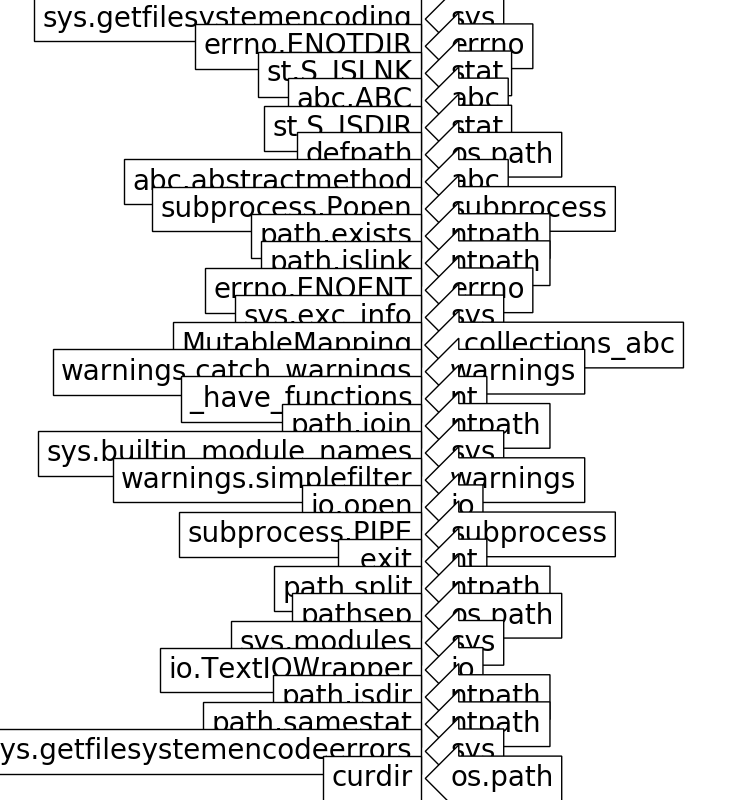 sys.getfilesystemencoding sys
errno.ENOTDIR errno
st.S_ISLNK stat
abc.ABC abc
st.S_ISDIR stat
defpath os.path
abc.abstractmethod abc
subprocess.Popen subprocess
path.exists ntpath
path.islink ntpath
errno.ENOENT errno
sys.exc_info sys
MutableMapping _collections_abc
warnings.catch_warnings warnings
_have_functions nt
path.join ntpath
sys.builtin_module_names sys
warnings.simplefilter warnings
io.open io
subprocess.PIPE subprocess
_exit nt
path.split ntpath
pathsep os.path
sys.modules sys
io.TextIOWrapper io
path.isdir ntpath
path.samestat ntpath
ys.getfilesystemencodeerrors sys
curdir os.path